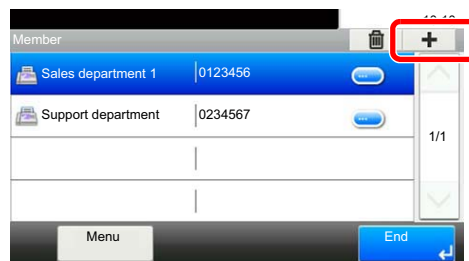 Member
Sales department 1 0123456
Support department 0234567
1/1
Menu End